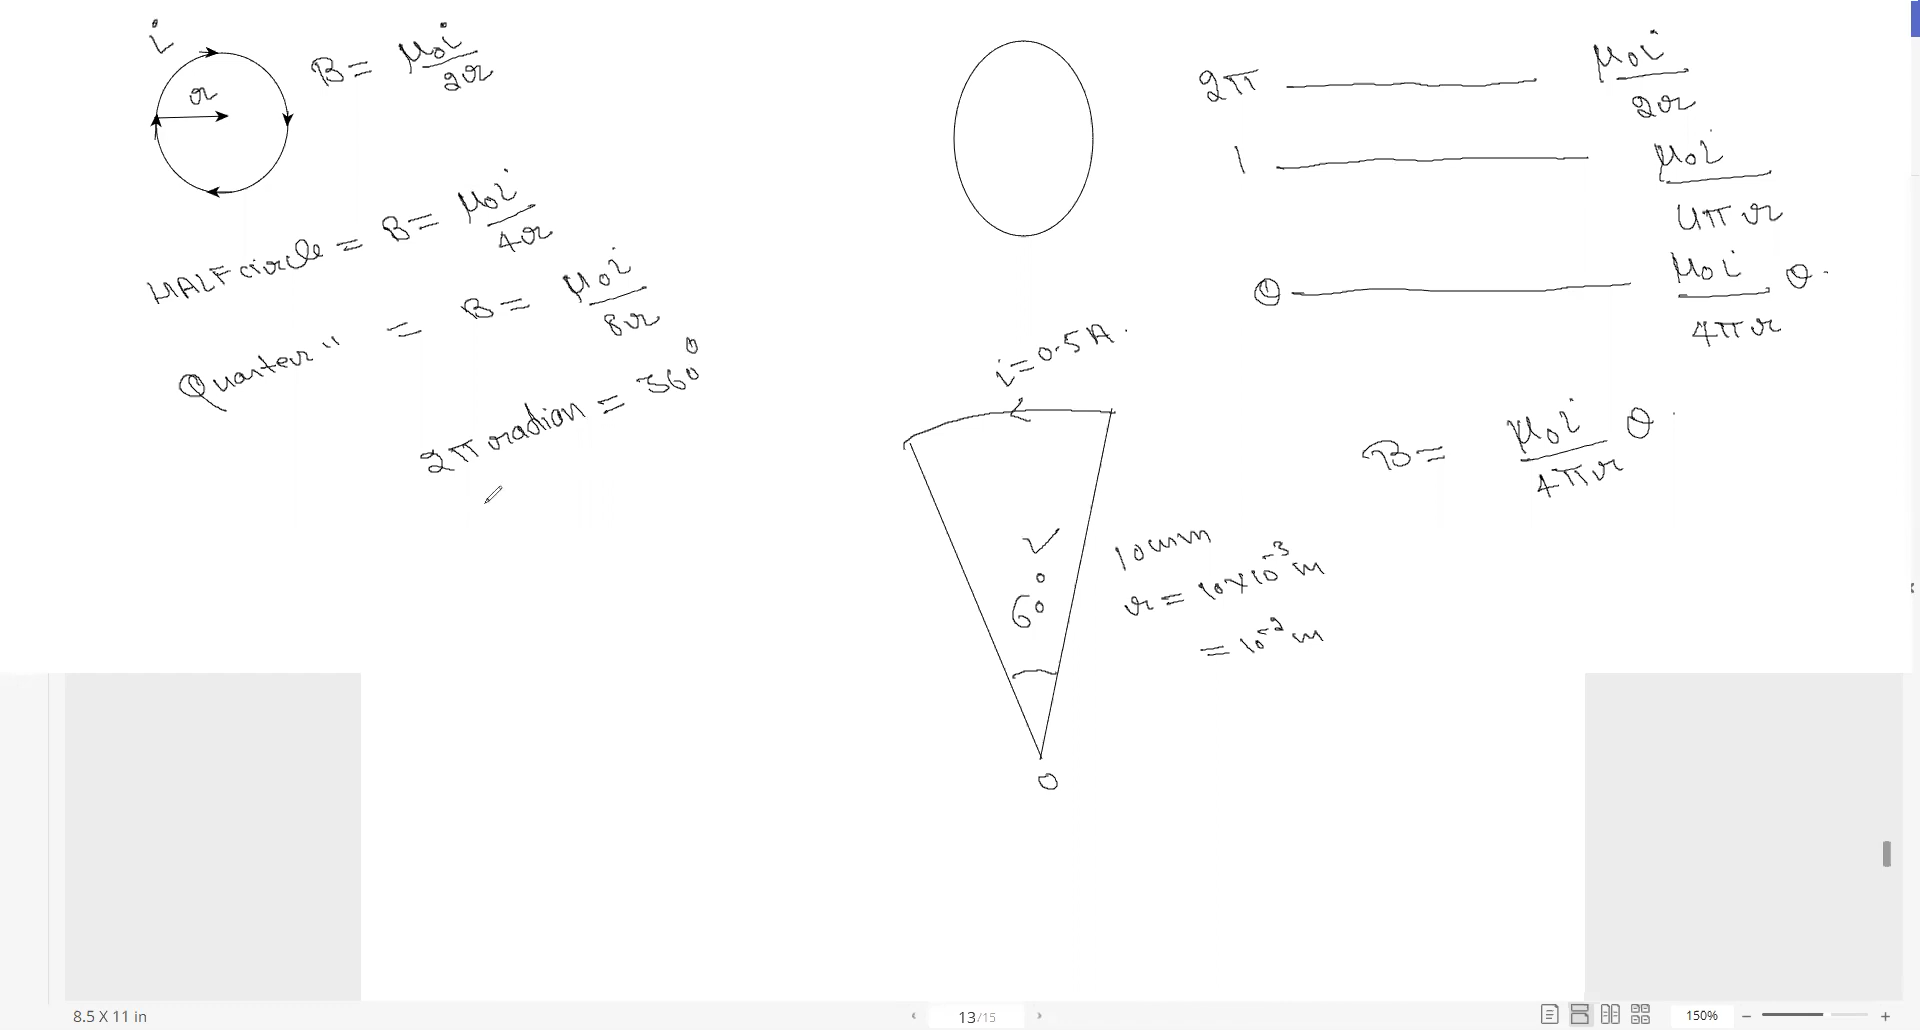 i
r
B = μ₀i/2r
HALF circle = B = μ₀i/4r
Quarter " = B = μ₀i/8r
2π radian = 360°
2π ———— μ₀i/2r
1 ———— μ₀i/4πr
θ ———— μ₀i/4πr θ.
i = 0.5A.
B = μ₀i/4πr θ.
60°
10mm
r = 10×10⁻³ m
= 10⁻² m
O
8.5 X 11 in
13/15
150%